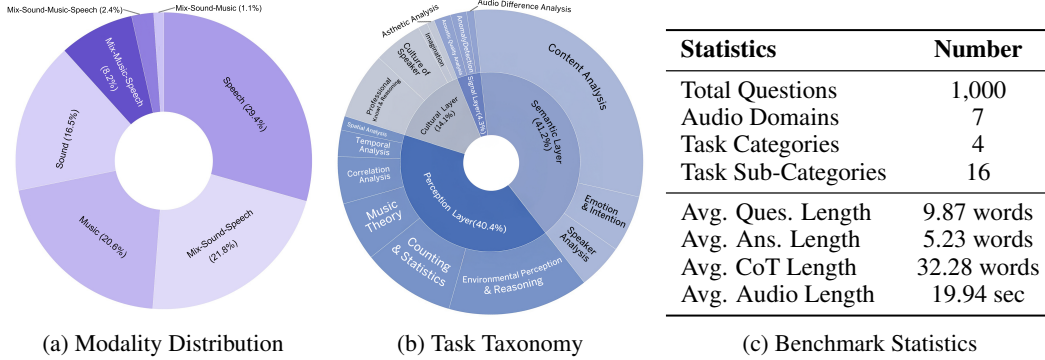 Mix-Sound-Music-Speech (2.4%)
Mix-Sound-Music (1.1%)
Mix-Music-Speech
(8.2%)
Speech (29.4%)
Sound (16.5%)
Music (20.6%)
Mix-Sound-Speech
(21.8%)
(a) Modality Distribution
Audio Difference Analysis
Asthetic Analysis
Acoustic Quality Analysis
AnomalyDetection
Imagination
Culture of
Speaker
Professional
Content Analysis
Signal Layer(4.3%)
Cultural Layer
(14.1%)
Semantic Layer
(41.2%)
Spatial Analysis
Temporal
Analysis
Correlation
Analysis
Perception Layer(40.4%)
Music
Theory
Emotion
& Intention
Speaker
Analysis
Counting
& Statistics
Environmental Perception
& Reasoning
(b) Task Taxonomy
Statistics Number
Total Questions 1,000
Audio Domains 7
Task Categories 4
Task Sub-Categories 16
Avg. Ques. Length 9.87 words
Avg. Ans. Length 5.23 words
Avg. CoT Length 32.28 words
Avg. Audio Length 19.94 sec
(c) Benchmark Statistics